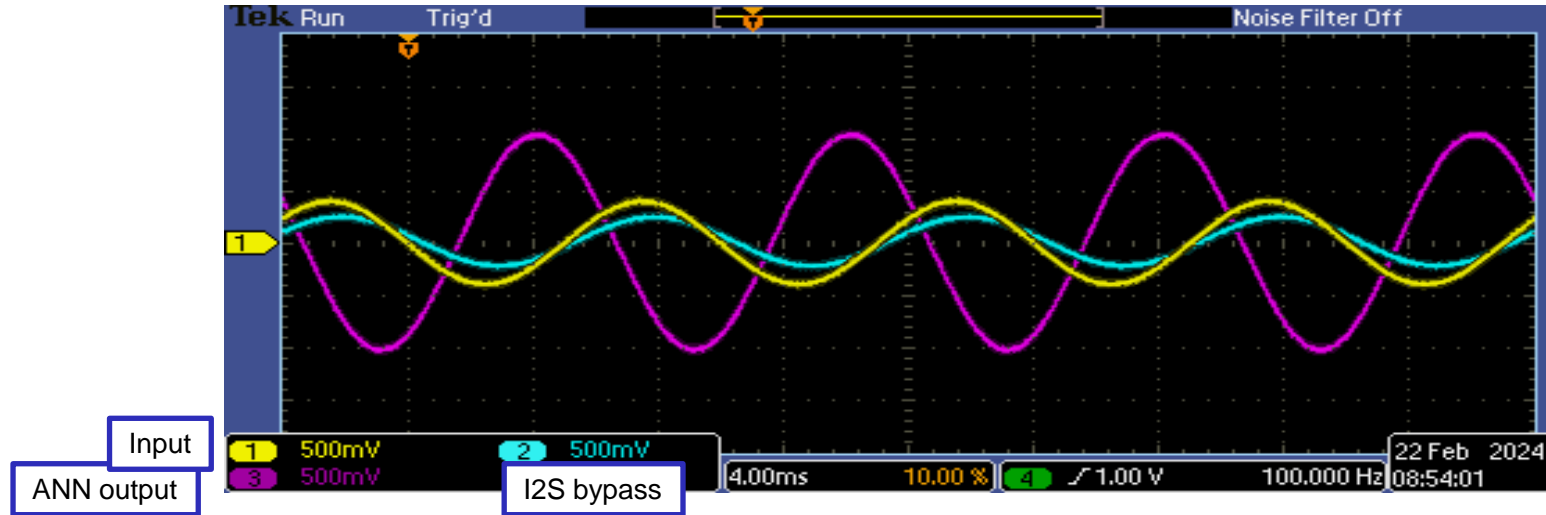 Tek Run Trig'd Noise Filter Off
T
T
1
Input
ANN output
1 500mV 2 500mV
3 500mV
I2S bypass
4.00ms 10.00 % 4 1.00 V 100.000 Hz
22 Feb 2024
08:54:01